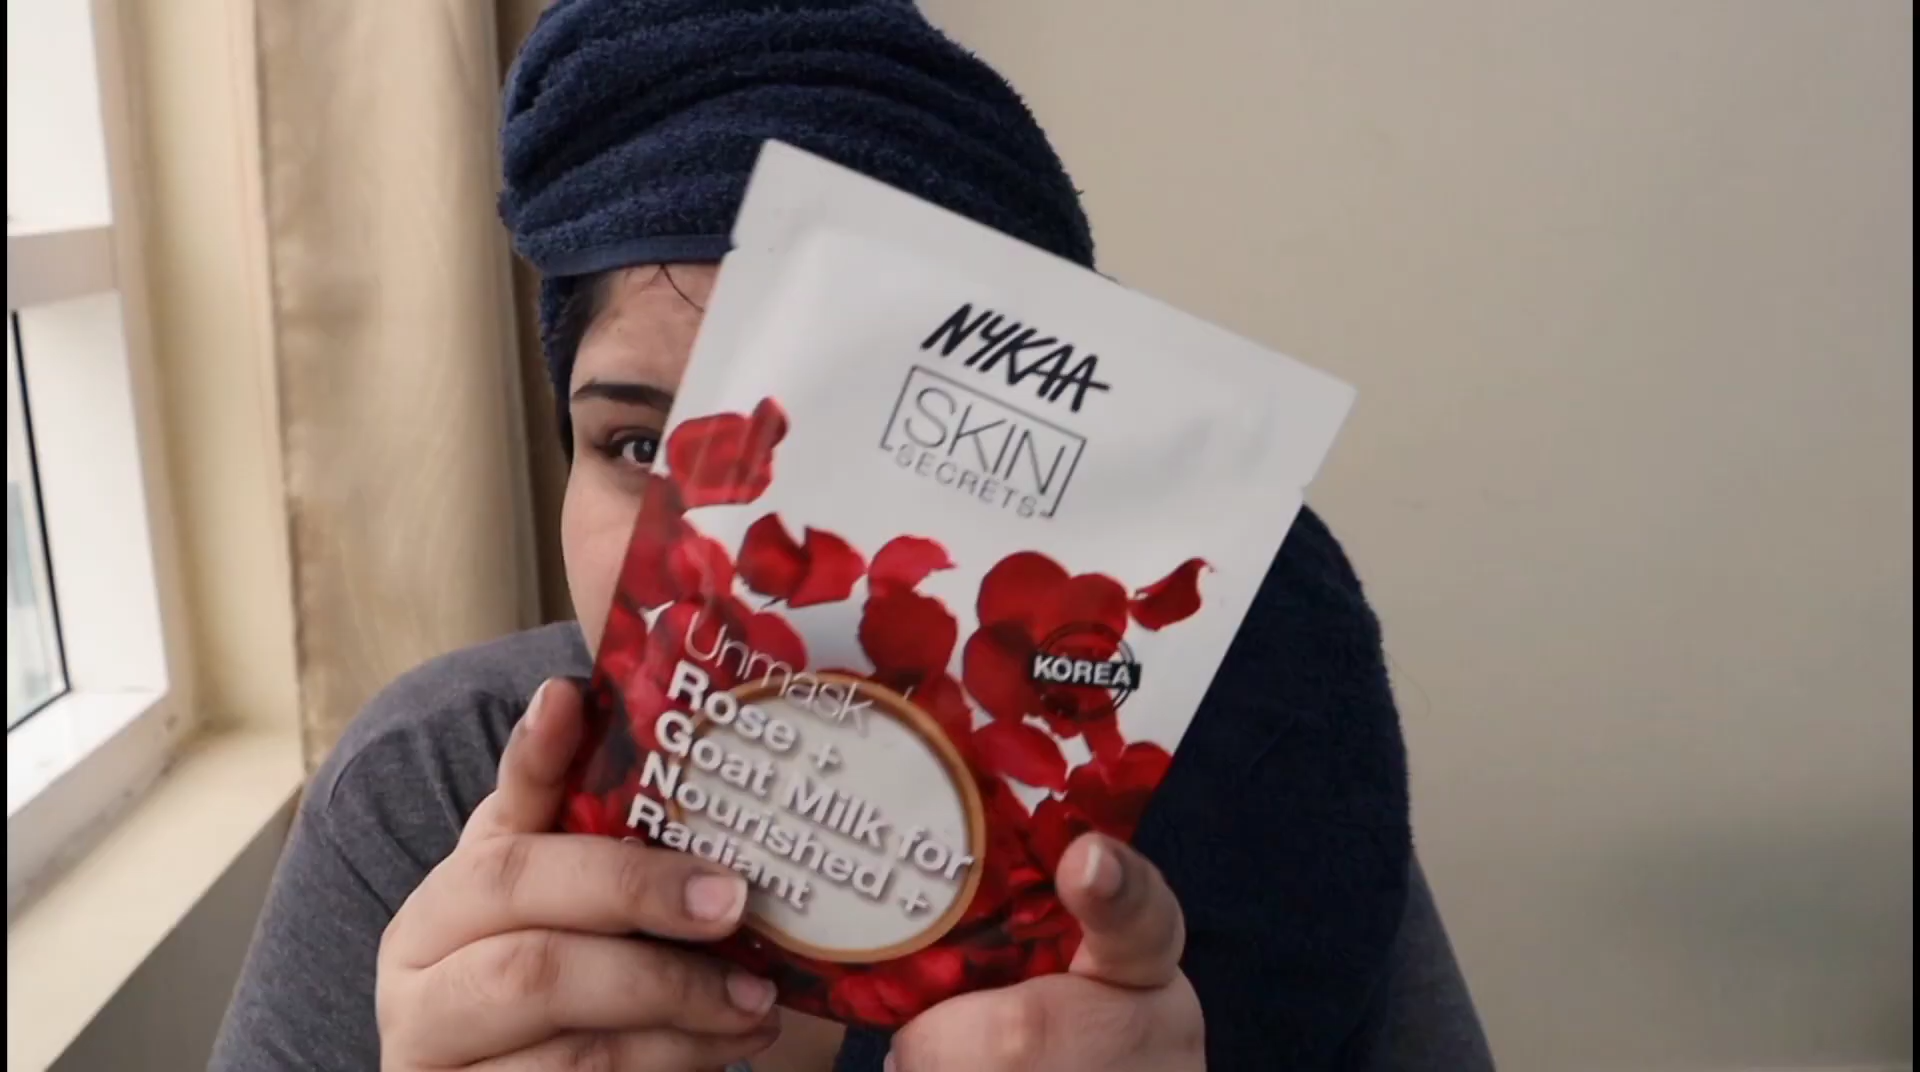 NYKAA
SKIN
SECRETS
Unmask
Rose +
Goat Milk for
Nourished +
Radiant
KOREA